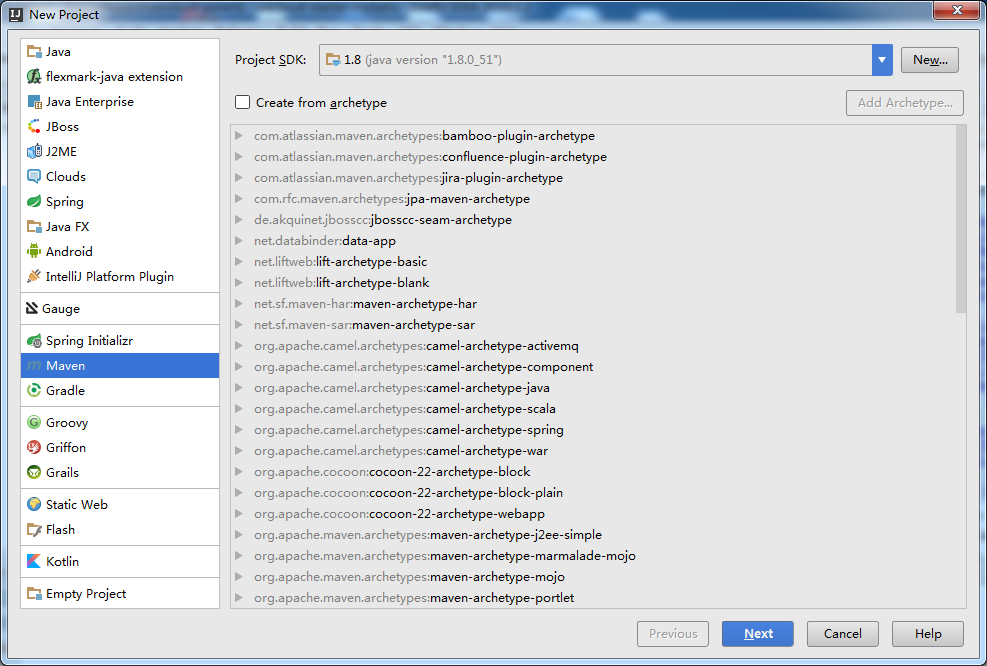 New Project
Java
flexmark-java extension
Java Enterprise
JBoss
J2ME
Clouds
Spring
Java FX
Android
IntelliJ Platform Plugin
Gauge
Spring Initializr
Maven
Gradle
Groovy
Griffon
Grails
Static Web
Flash
Kotlin
Empty Project
Project SDK: 1.8 (java version "1.8.0_51") New...
Create from archetype Add Archetype...
com.atlassian.maven.archetypes:bamboo-plugin-archetype
com.atlassian.maven.archetypes:confluence-plugin-archetype
com.atlassian.maven.archetypes:jira-plugin-archetype
com.rfc.maven.archetypes:jpa-maven-archetype
de.akquinet.jbosscc:jbosscc-seam-archetype
net.databinder:data-app
net.liftweb:lift-archetype-basic
net.liftweb:lift-archetype-blank
net.sf.maven-har:maven-archetype-har
net.sf.maven-sar:maven-archetype-sar
org.apache.camel.archetypes:camel-archetype-activemq
org.apache.camel.archetypes:camel-archetype-component
org.apache.camel.archetypes:camel-archetype-java
org.apache.camel.archetypes:camel-archetype-scala
org.apache.camel.archetypes:camel-archetype-spring
org.apache.camel.archetypes:camel-archetype-war
org.apache.cocoon:cocoon-22-archetype-block
org.apache.cocoon:cocoon-22-archetype-block-plain
org.apache.cocoon:cocoon-22-archetype-webapp
org.apache.maven.archetypes:maven-archetype-j2ee-simple
org.apache.maven.archetypes:maven-archetype-marmalade-mojo
org.apache.maven.archetypes:maven-archetype-mojo
org.apache.maven.archetypes:maven-archetype-portlet
Previous Next Cancel Help